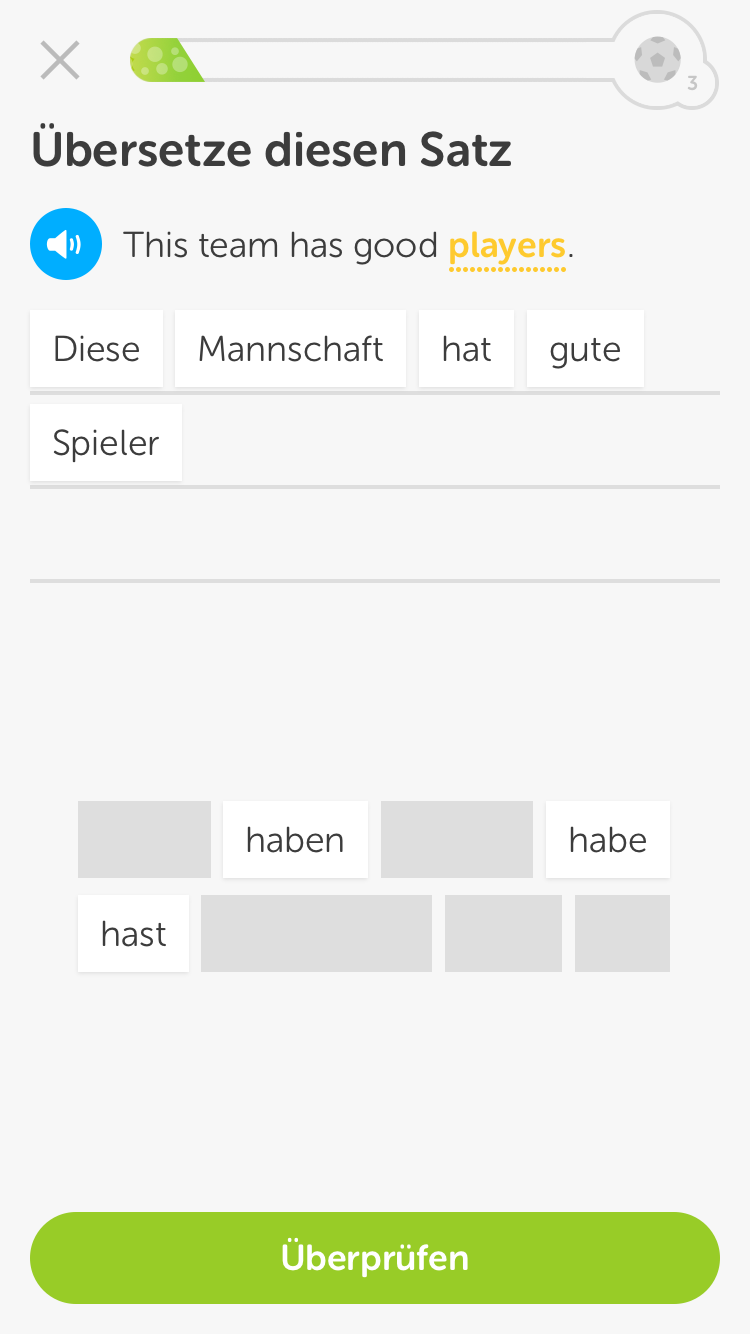 3
Übersetze diesen Satz
This team has good players.
Diese Mannschaft hat gute
Spieler
haben habe
hast
Überprüfen